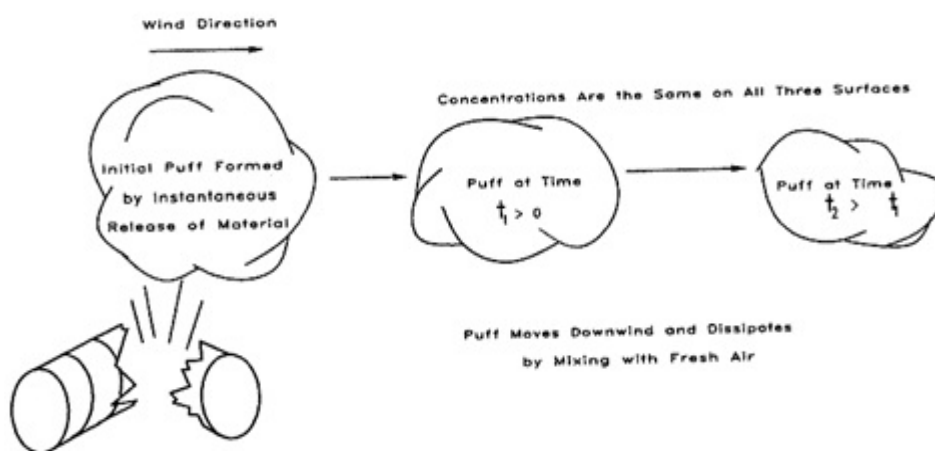 Wind Direction
Concentrations Are the Same on All Three Surfaces
Initial Puff Formed
by Instantaneous
Release of Material
Puff at Time
t₁ > 0
Puff at Time
t₂ > t₁
Puff Moves Downwind and Dissipates
by Mixing with Fresh Air